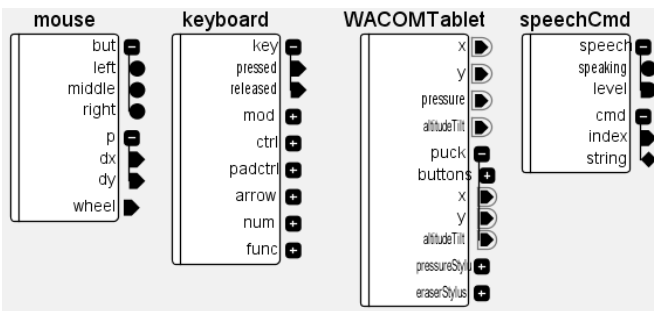 mouse
but
left
middle
right
p
dx
dy
wheel
keyboard
key
pressed
released
mod
ctrl
padctrl
arrow
num
func
WACOMTablet
x
y
pressure
altitudeTilt
puck
buttons
x
y
altitudeTilt
pressureStylu
eraserStylus
speechCmd
speech
speaking
level
cmd
index
string